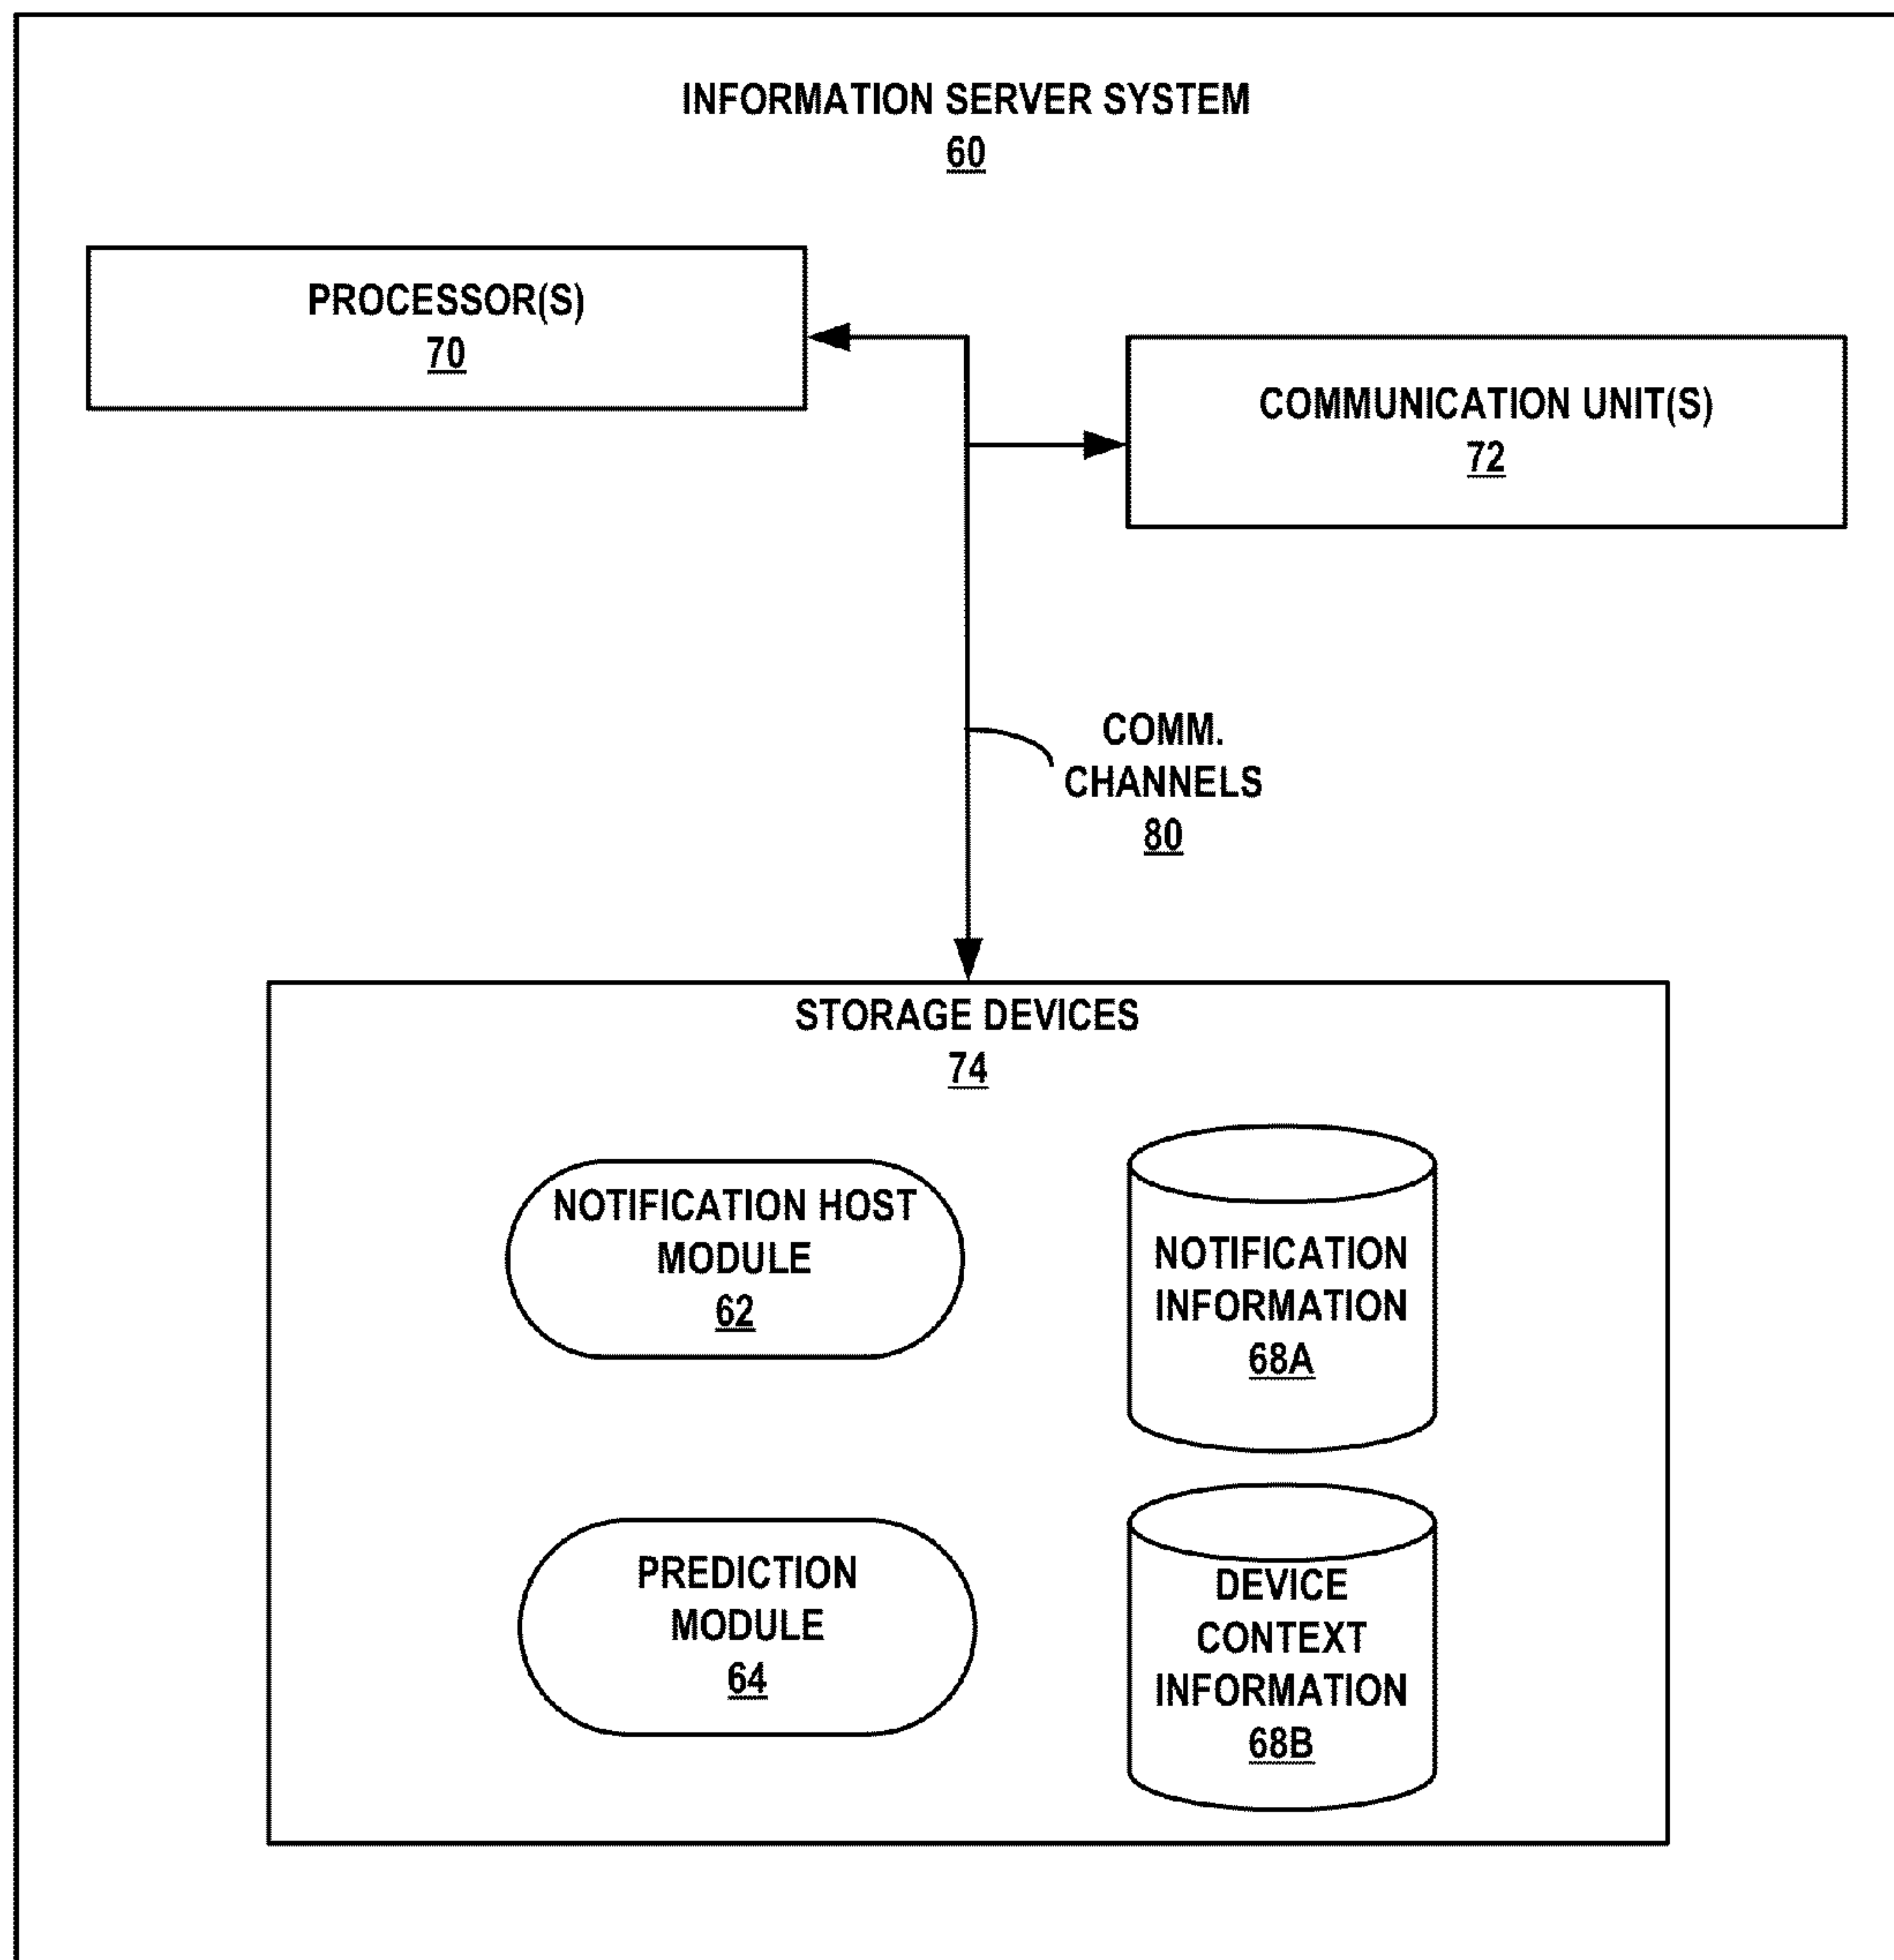 INFORMATION SERVER SYSTEM
60
PROCESSOR(S)
70
COMMUNICATION UNIT(S)
72
COMM.
CHANNELS
80
STORAGE DEVICES
74
NOTIFICATION HOST
MODULE
62
NOTIFICATION
INFORMATION
68A
PREDICTION
MODULE
64
DEVICE
CONTEXT
INFORMATION
68B